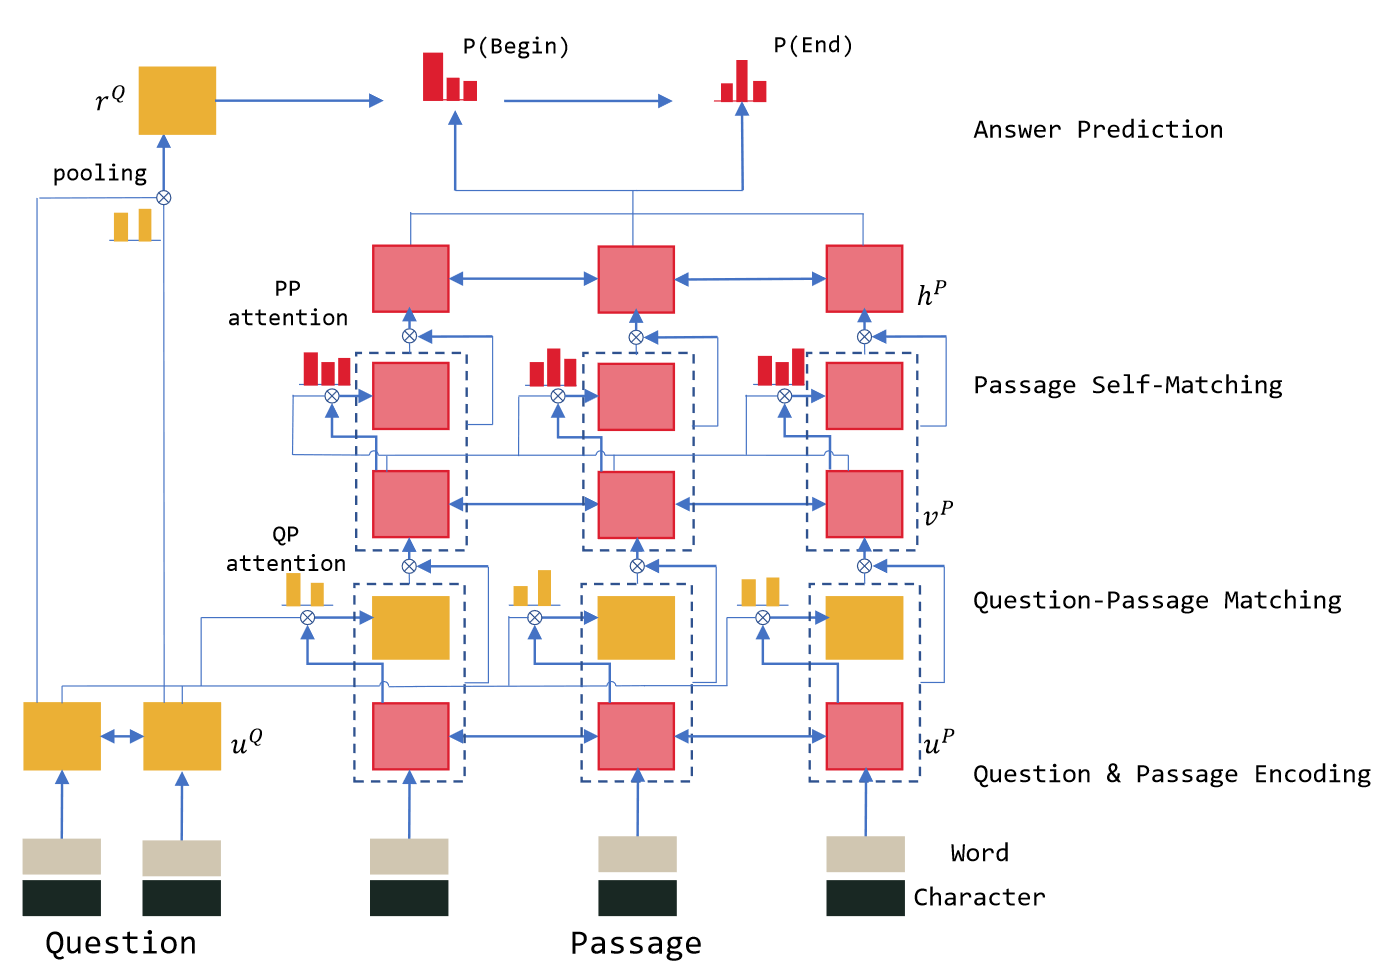 P(Begin)
P(End)
r^Q
Answer Prediction
pooling
PP
attention
h^P
Passage Self-Matching
v^P
QP
attention
Question-Passage Matching
u^Q
u^P
Question & Passage Encoding
Word
Character
Question
Passage